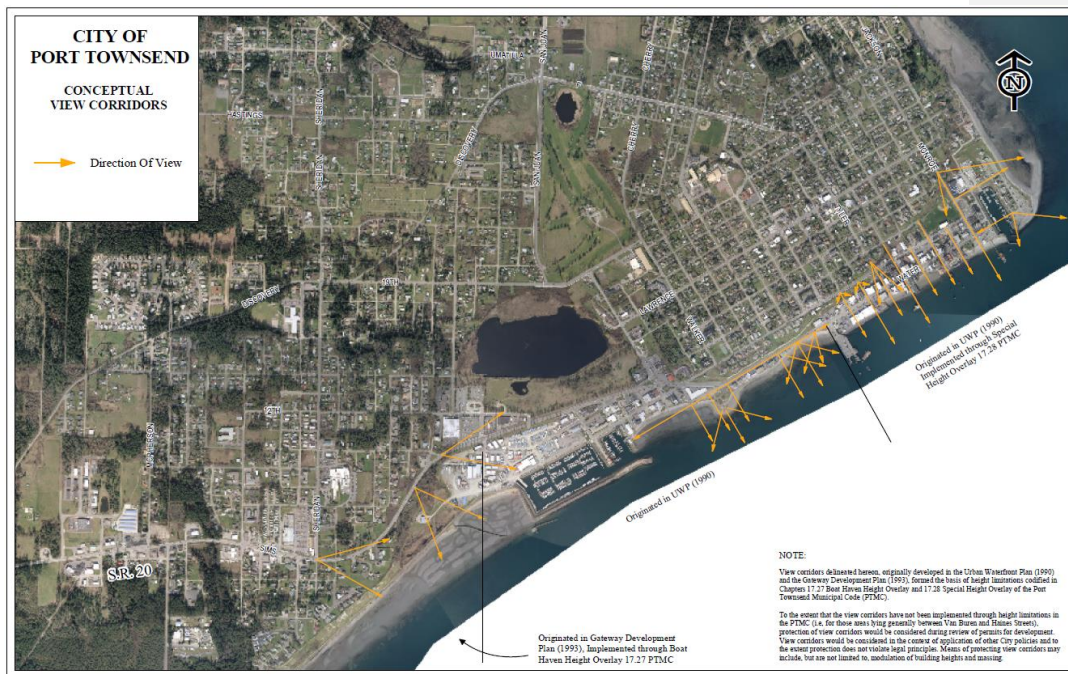 CITY OF
PORT TOWNSEND
CONCEPTUAL
VIEW CORRIDORS
Direction Of View
N
UMATILLA
SAN JUAN
CHERRY
JACKSON
HASTINGS
SHERIDAN
DISCOVERY
SHERIDAN
SAN JUAN
CHERRY
MONROE
TYLER
WATER
DISCOVERY
19TH
LAWRENCE
WALKER
12TH
MCPHERSON
SHERIDAN
SIMS
S.R. 20
Originated in UWP (1990)
Implemented through Special
Height Overlay 17.28 PTMC
Originated in UWP (1990)
Originated in Gateway Development
Plan (1993), Implemented through Boat
Haven Height Overlay 17.27 PTMC
NOTE:
View corridors delineated hereon, originally developed in the Urban Waterfront Plan (1990)
and the Gateway Development Plan (1993), formed the basis of height limitations codified in
Chapters 17.27 Boat Haven Height Overlay and 17.28 Special Height Overlay of the Port
Townsend Municipal Code (PTMC).
To the extent that the view corridors have not been implemented through height limitations in
the PTMC (i.e, for those areas lying generally between Van Buren and Haines Streets),
protection of view corridors would be considered during review of permits for development.
View corridors would be considered in the context of application of other City policies and to
the extent protection does not violate legal principles. Means of protecting view corridors may
include, but are not limited to, modulation of building heights and massing.